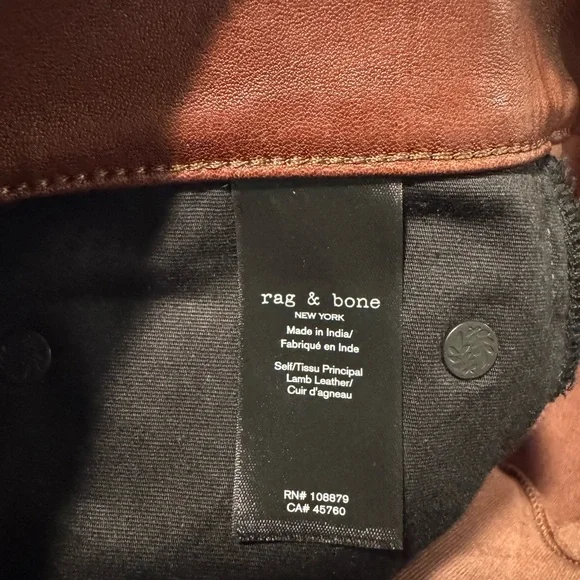 rag & bone
NEW YORK
Made in India/
Fabriqué en Inde
Self/Tissu Principal
Lamb Leather/
Cuir d'agneau
RN# 108879
CA# 45760